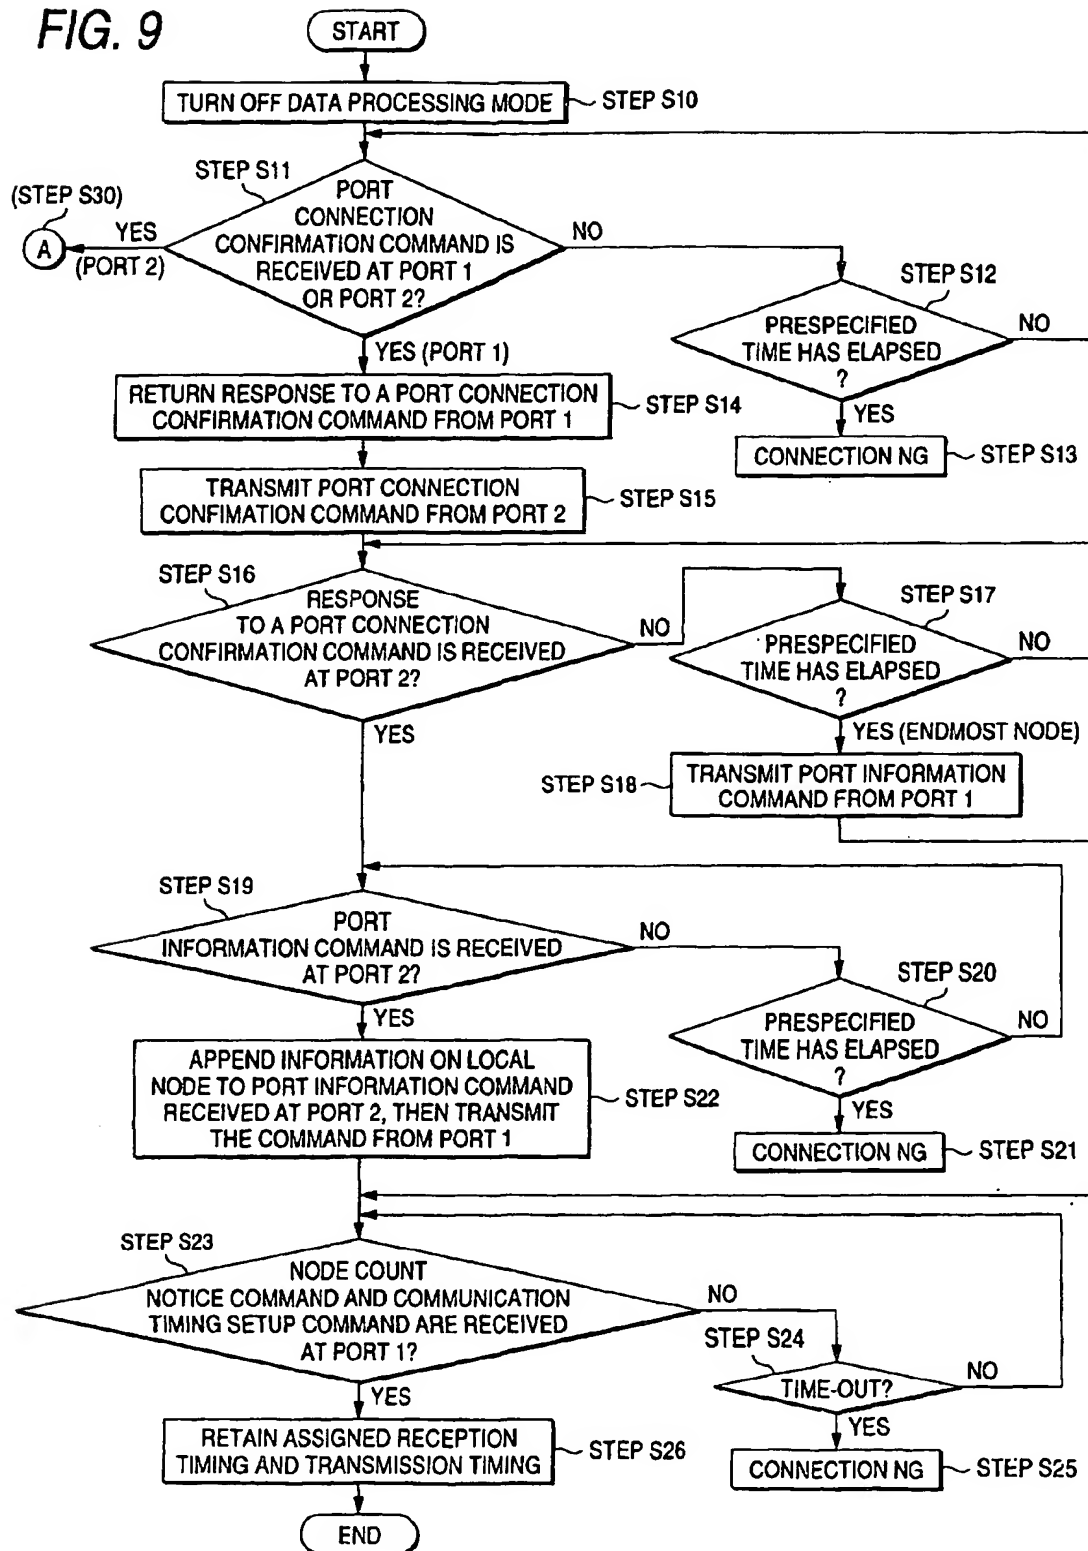 FIG. 9
START
TURN OFF DATA PROCESSING MODE
STEP S10
STEP S11
PORT
CONNECTION
CONFIRMATION COMMAND IS
RECEIVED AT PORT 1
OR PORT 2?
(STEP S30)
A
YES
(PORT 2)
NO
STEP S12
PRESPECIFIED
TIME HAS ELAPSED
?
NO
YES
CONNECTION NG
STEP S13
YES (PORT 1)
RETURN RESPONSE TO A PORT CONNECTION
CONFIRMATION COMMAND FROM PORT 1
STEP S14
TRANSMIT PORT CONNECTION
CONFIMATION COMMAND FROM PORT 2
STEP S15
STEP S16
RESPONSE
TO A PORT CONNECTION
CONFIRMATION COMMAND IS RECEIVED
AT PORT 2?
NO
STEP S17
PRESPECIFIED
TIME HAS ELAPSED
?
NO
YES (ENDMOST NODE)
STEP S18
TRANSMIT PORT INFORMATION
COMMAND FROM PORT 1
YES
STEP S19
PORT
INFORMATION COMMAND IS RECEIVED
AT PORT 2?
NO
STEP S20
PRESPECIFIED
TIME HAS ELAPSED
?
NO
YES
CONNECTION NG
STEP S21
YES
APPEND INFORMATION ON LOCAL
NODE TO PORT INFORMATION COMMAND
RECEIVED AT PORT 2, THEN TRANSMIT
THE COMMAND FROM PORT 1
STEP S22
STEP S23
NODE COUNT
NOTICE COMMAND AND COMMUNICATION
TIMING SETUP COMMAND ARE RECEIVED
AT PORT 1?
NO
STEP S24
TIME-OUT?
NO
YES
CONNECTION NG
STEP S25
YES
RETAIN ASSIGNED RECEPTION
TIMING AND TRANSMISSION TIMING
STEP S26
END